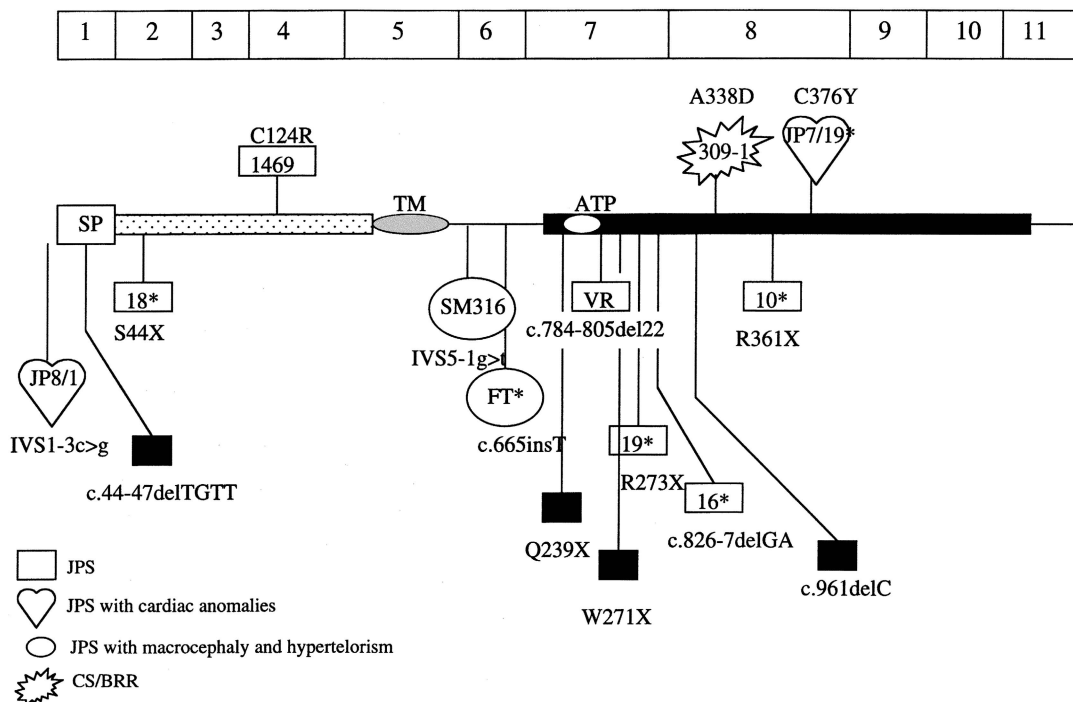 1 2 3 4 5 6 7 8 9 10 11
A338D C376Y
C124R
1469
309-1
JP7/19*
SP
TM
ATP
18*
S44X
SM316
IVS5-1g>t
VR
c.784-805del22
10*
R361X
JP8/1
IVS1-3c>g
FT*
c.665insT
c.44-47delTGTT
19*
R273X
16*
c.826-7delGA
Q239X
W271X
c.961delC
JPS
JPS with cardiac anomalies
JPS with macrocephaly and hypertelorism
CS/BRR